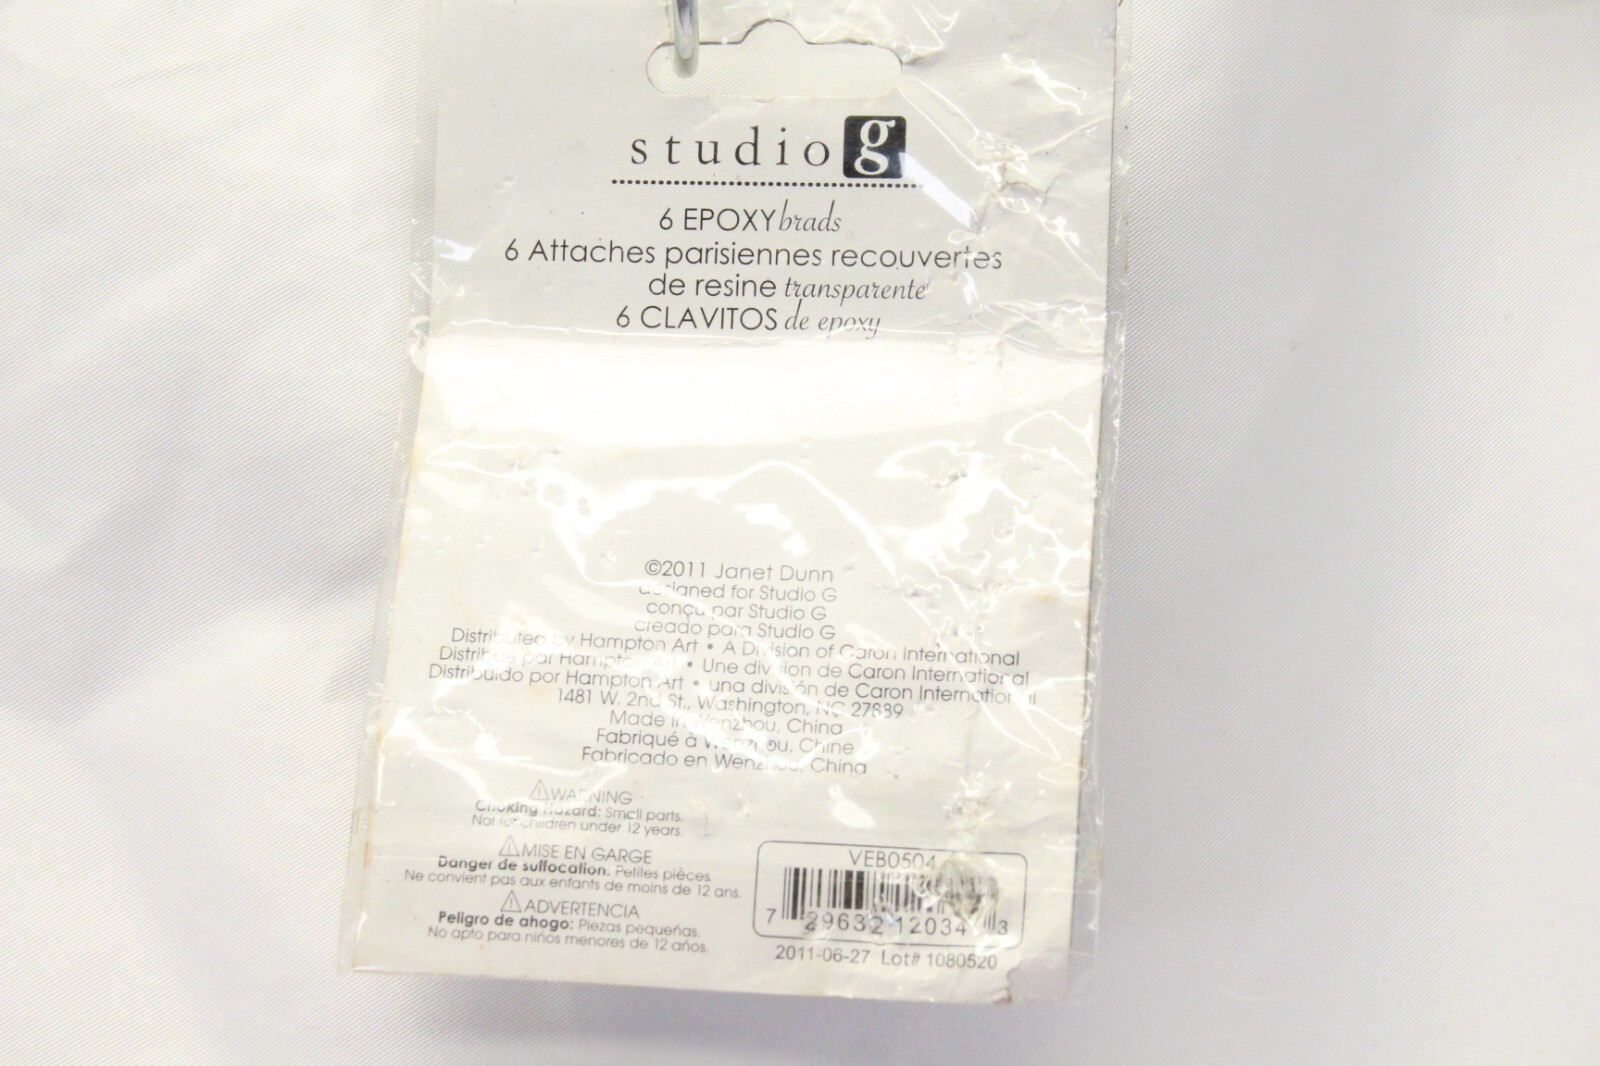 studio g
6 EPOXY brads
6 Attaches parisiennes recouvertes
de resine transparente
6 CLAVITOS de epoxy
©2011 Janet Dunn
designed for Studio G
conçu par Studio G
creado para Studio G
Distributed by Hampton Art • A Division of Caron International
Distribué par Hampton Art • Une division de Caron International
Distribuido por Hampton Art • una división de Caron International
1481 W. 2nd St., Washington, NC 27889
Made in Wenzhou, China
Fabriqué à Wenzhou, Chine
Fabricado en Wenzhou, China
⚠WARNING
Choking Hazard: Small parts.
Not for children under 12 years.
⚠MISE EN GARGE
Danger de suffocation: Petites pièces
Ne convient pas aux enfants de moins de 12 ans.
⚠ADVERTENCIA
Peligro de ahogo: Piezas pequeñas.
No apto para niños menores de 12 años.
VEB0504
7 29632 12034 3
2011-06-27 Lot# 1080520